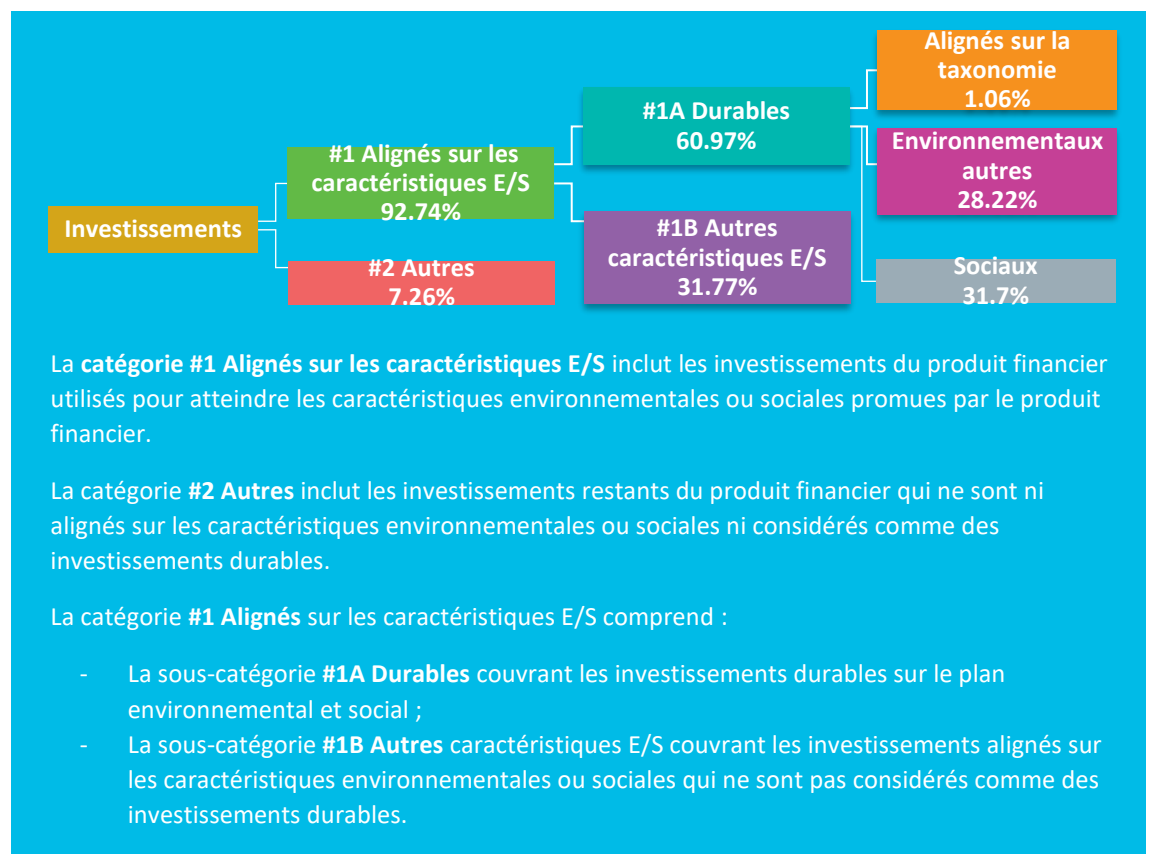 Alignés sur la
taxonomie
1.06%
#1A Durables
60.97%
Environnementaux
autres
28.22%
#1 Alignés sur les
caractéristiques E/S
92.74%
Investissements
#1B Autres
caractéristiques E/S
31.77%
#2 Autres
7.26%
Sociaux
31.7%
La catégorie #1 Alignés sur les caractéristiques E/S inclut les investissements du produit financier
utilisés pour atteindre les caractéristiques environnementales ou sociales promues par le produit
financier.
La catégorie #2 Autres inclut les investissements restants du produit financier qui ne sont ni
alignés sur les caractéristiques environnementales ou sociales ni considérés comme des
investissements durables.
La catégorie #1 Alignés sur les caractéristiques E/S comprend :
- La sous-catégorie #1A Durables couvrant les investissements durables sur le plan
environnemental et social ;
- La sous-catégorie #1B Autres caractéristiques E/S couvrant les investissements alignés sur
les caractéristiques environnementales ou sociales qui ne sont pas considérés comme des
investissements durables.